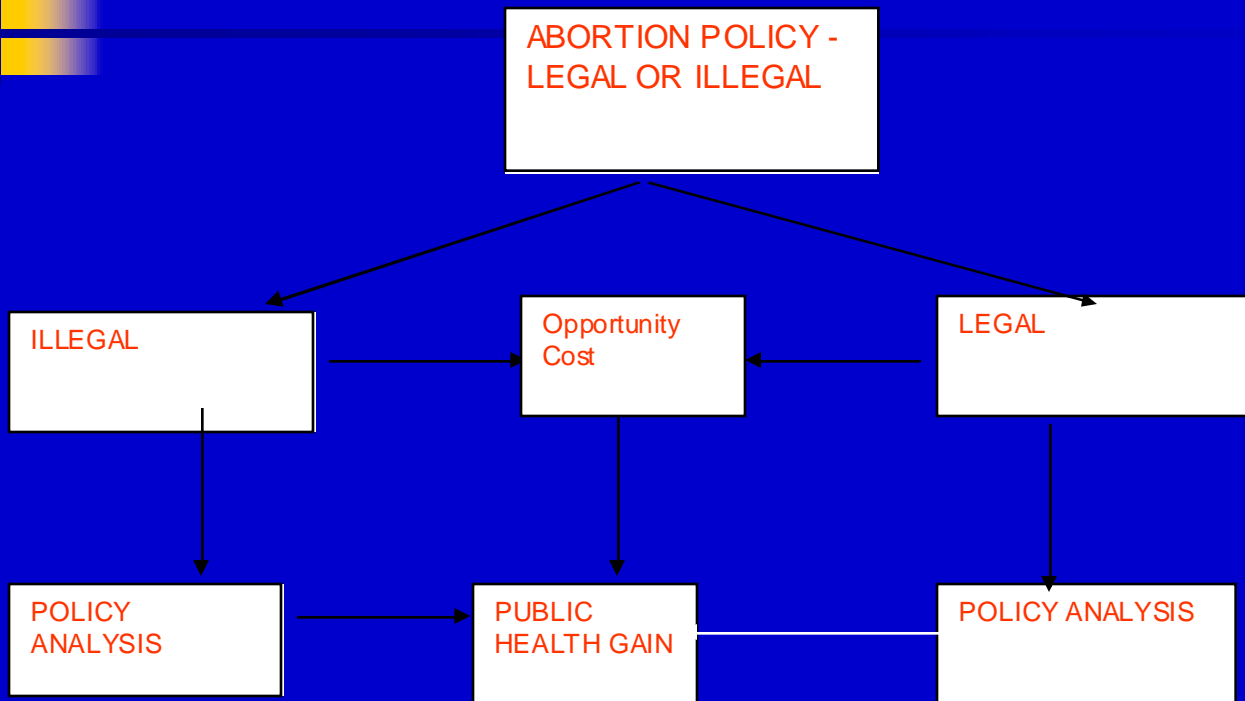 ABORTION POLICY -
LEGAL OR ILLEGAL
ILLEGAL
Opportunity
Cost
LEGAL
POLICY
ANALYSIS
PUBLIC
HEALTH GAIN
POLICY ANALYSIS